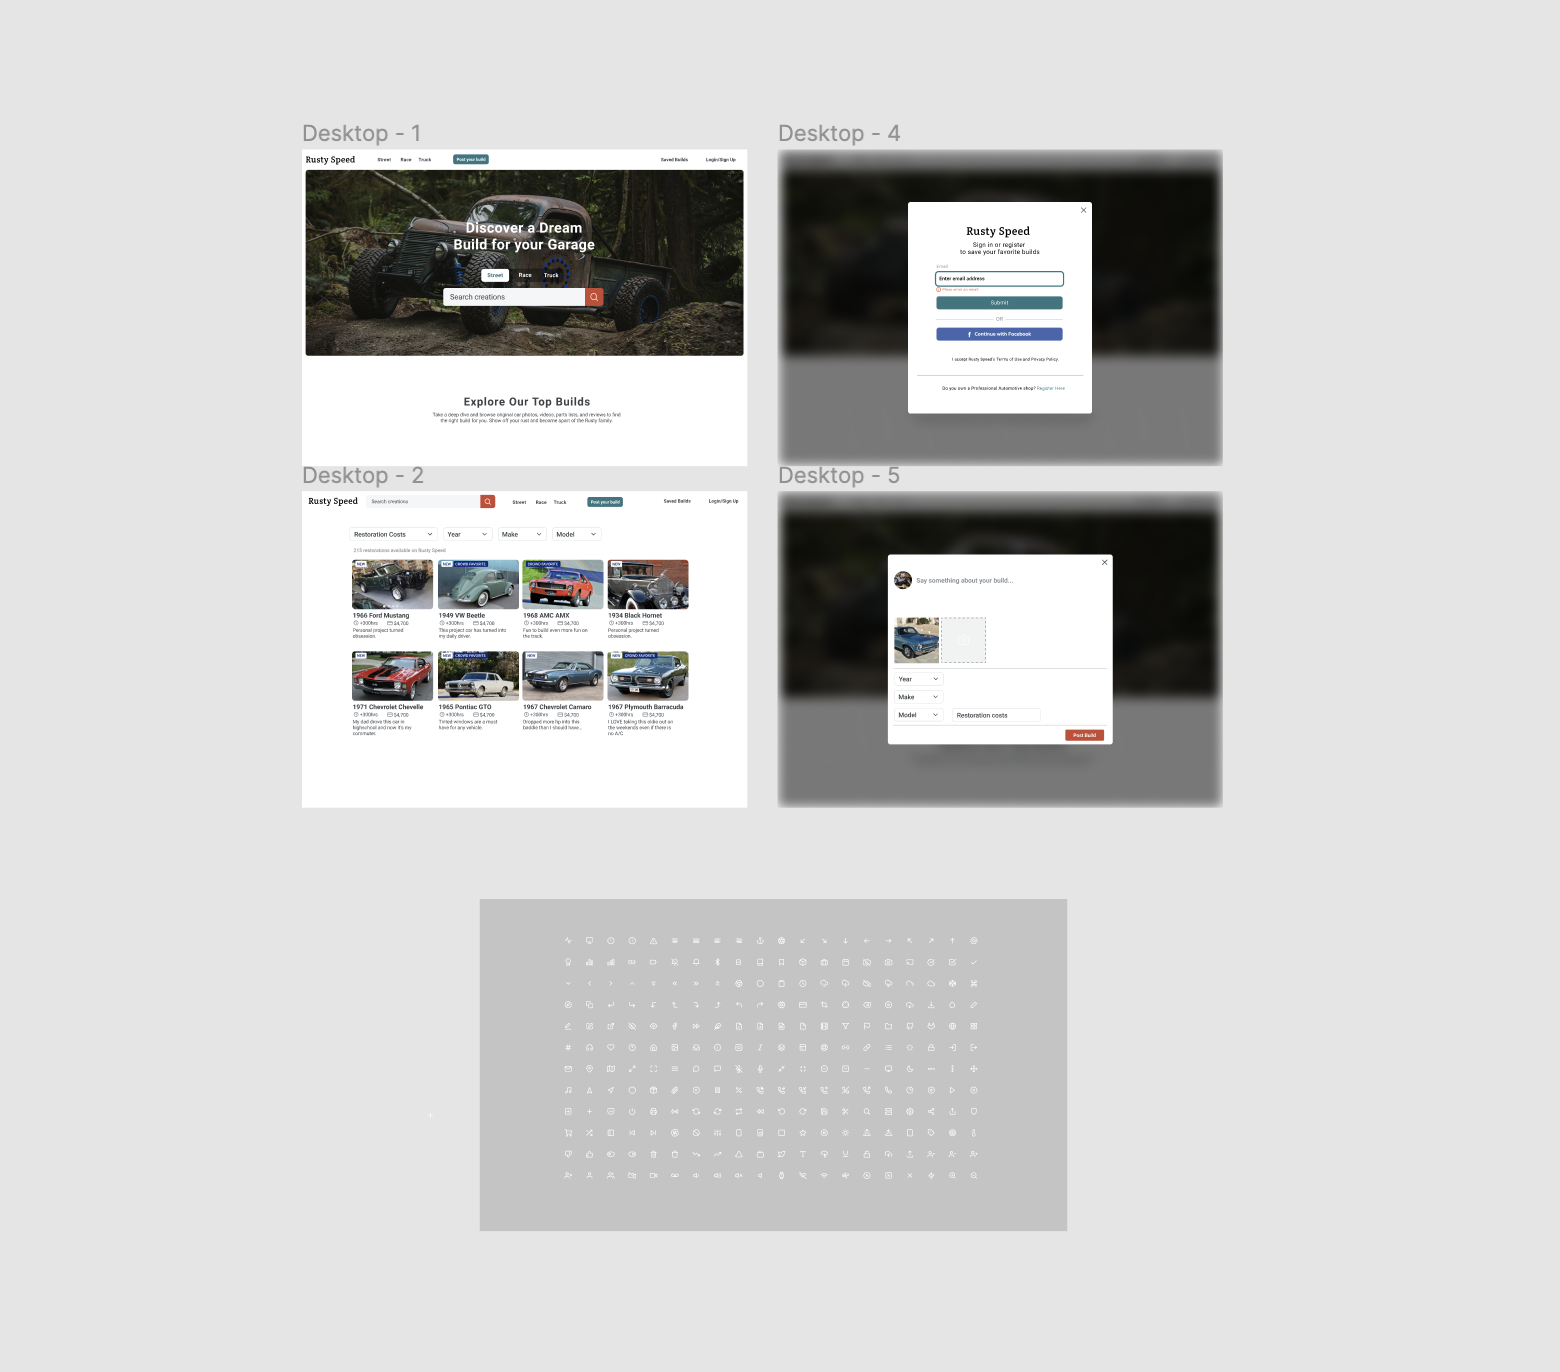 Desktop - 1
Rusty Speed
Street Race Truck
Post your build
Saved Builds
Login/Sign Up
Discover a Dream
Build for your Garage
Street Race Truck
Search creations
Explore Our Top Builds
Take a deep dive and browse original car photos, videos, parts lists, and reviews to find
the right build for you. Show off your rust and become apart of the Rusty family.
Desktop - 4
Rusty Speed
Sign in or register
to save your favorite builds
Email
Enter email address
Submit
OR
Continue with Facebook
I accept Rusty Speed's Terms of Use and Privacy Policy.
Do you own a Professional Automotive shop? Register Here
Desktop - 2
Rusty Speed
Search creations
Street Race Truck
Post your build
Saved Builds
Login/Sign Up
Restoration Costs
Year
Make
Model
215 restorations available on Rusty Speed
NEW
1966 Ford Mustang
+300hrs $4,700
Personal project turned
obsession.
NEW CROWD FAVORITE
1949 VW Beetle
+300hrs $4,700
This project car has turned into
my daily driver.
CROWD FAVORITE
1968 AMC AMX
+300hrs $4,700
Fun to build even more fun on
the track.
NEW
1934 Black Hornet
+300hrs $4,700
Personal project turned
obsession.
NEW
1971 Chevrolet Chevelle
+300hrs $4,700
My dad drove this car in
highschool and now it's my
commuter.
NEW CROWD FAVORITE
1965 Pontiac GTO
+300hrs $4,700
Tinted windows are a must
have for any vehicle.
1967 Chevrolet Camaro
+300hrs $4,700
Dropped more hp into this
baddie than I should have...
NEW CROWD FAVORITE
1967 Plymouth Barracuda
+300hrs $4,700
I LOVE taking this oldie out on
the weekends even if there is
no A/C
Desktop - 5
Say something about your build...
Year
Make
Model
Restoration costs
Post Build